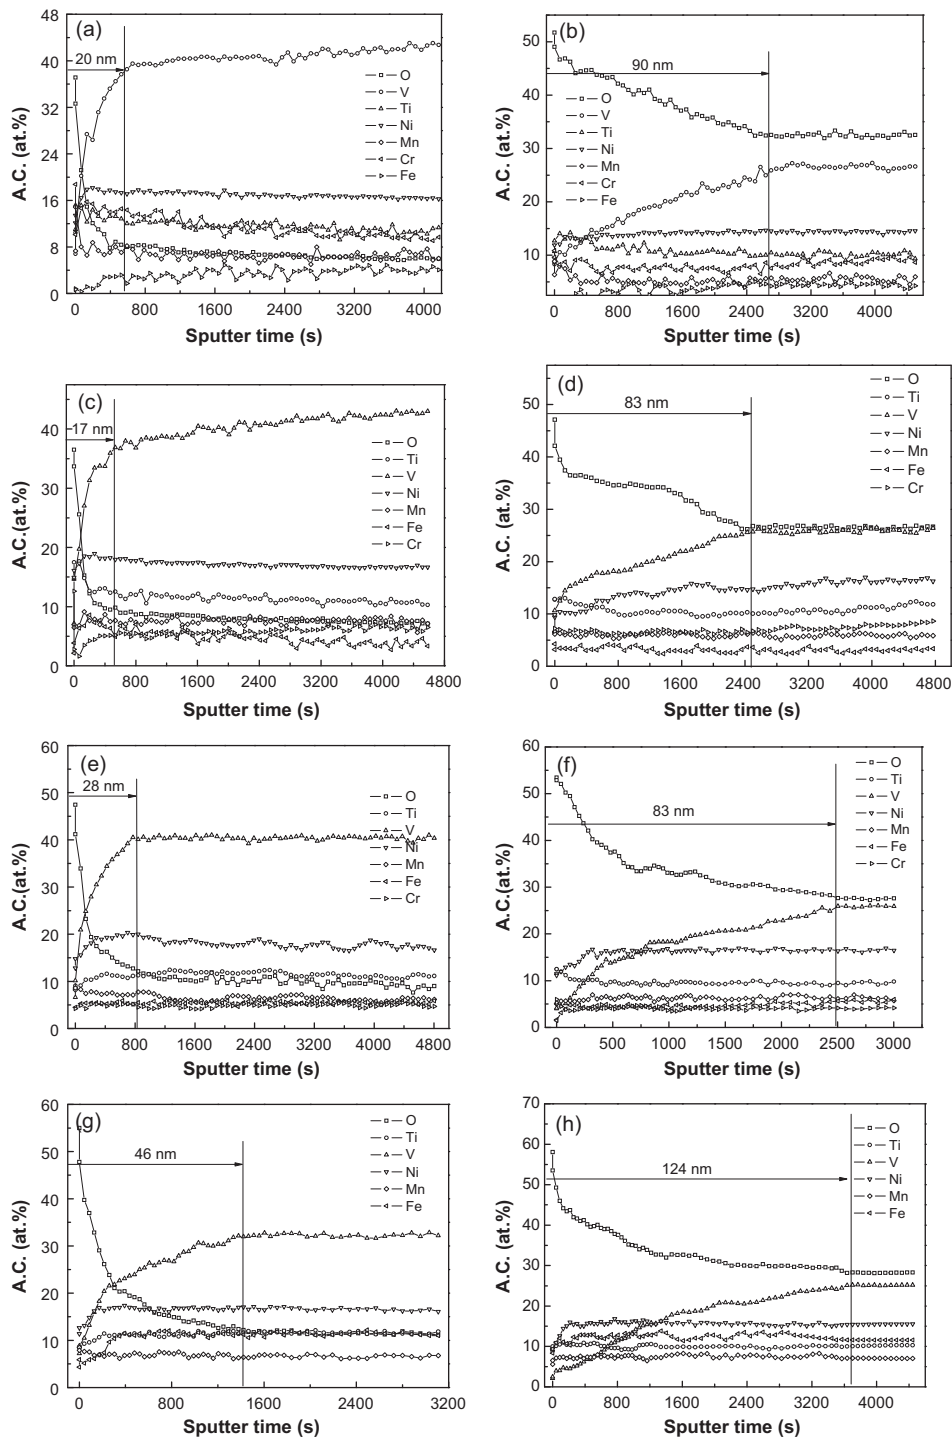 (a)
48
40
32
24
16
8
0
A.C. (at.%)
20 nm
O
V
Ti
Ni
Mn
Cr
Fe
0 800 1600 2400 3200 4000
Sputter time (s)
(b)
50
40
30
20
10
A.C. (at.%)
90 nm
O
V
Ti
Ni
Mn
Cr
Fe
0 800 1600 2400 3200 4000
Sputter time (s)
(c)
40
30
20
10
0
A.C.(at.%)
17 nm
O
Ti
V
Ni
Mn
Fe
Cr
0 800 1600 2400 3200 4000 4800
Sputter time (s)
(d)
50
40
30
20
10
0
A.C. (at.%)
83 nm
O
Ti
V
Ni
Mn
Fe
Cr
0 800 1600 2400 3200 4000 4800
Sputter time (s)
(e)
60
50
40
30
20
10
0
A.C.(at.%)
28 nm
O
Ti
V
Ni
Mn
Fe
Cr
0 800 1600 2400 3200 4000 4800
Sputter time (s)
(f)
60
50
40
30
20
10
0
A.C. (at.%)
83 nm
O
Ti
V
Ni
Mn
Fe
Cr
0 500 1000 1500 2000 2500 3000
Sputter time (s)
(g)
60
50
40
30
20
10
0
A.C. (at.%)
46 nm
O
Ti
V
Ni
Mn
Fe
0 800 1600 2400 3200
Sputter time (s)
(h)
70
60
50
40
30
20
10
0
A.C. (at.%)
124 nm
O
Ti
V
Ni
Mn
Fe
0 800 1600 2400 3200 4000
Sputter time (s)